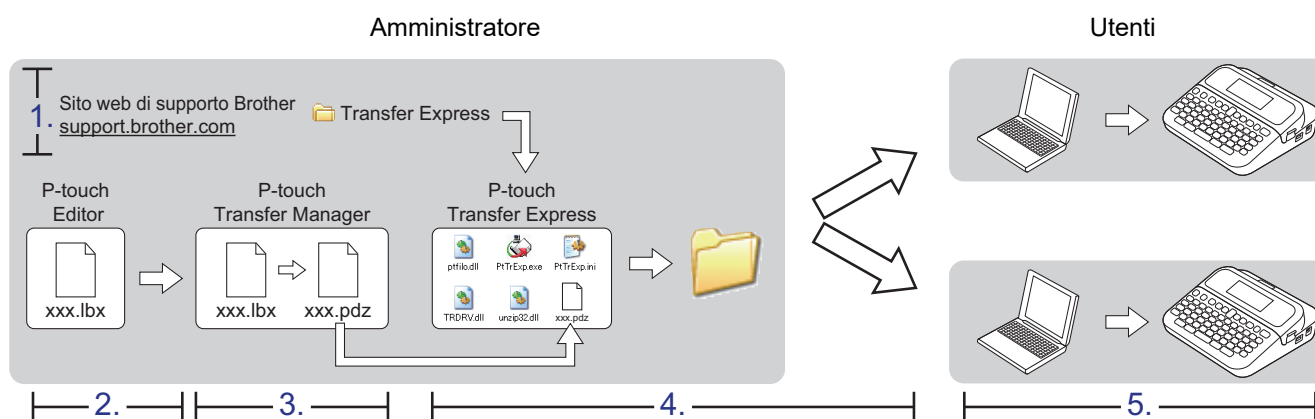 Amministratore
Utenti
1.
Sito web di supporto Brother
support.brother.com
Transfer Express
P-touch
Editor
xxx.lbx
P-touch
Transfer Manager
xxx.lbx
xxx.pdz
P-touch
Transfer Express
ptfilo.dll
PtTrExp.exe
PtTrExp.ini
TRDRV.dll
unzip32.dll
xxx.pdz
2.
3.
4.
5.